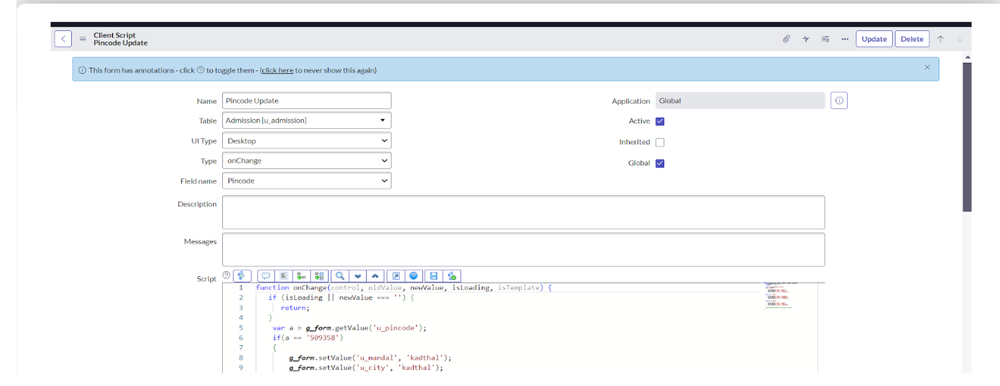 Client Script
Pincode Update
Update
Delete
This form has annotations - click ? to toggle them - (click here to never show this again)
Name Pincode Update
Application Global
Table Admission [u_admission]
Active
UI Type Desktop
Inherited
Type onChange
Global
Field name Pincode
Description
Messages
Script
1 function onChange(control, oldValue, newValue, isLoading, isTemplate) {
2 if (isLoading || newValue === '') {
3 return;
4 }
5 var a = g_form.getValue('u_pincode');
6 if(a == '509358')
7 {
8 g_form.setValue('u_mandal', 'kadthal');
9 g_form.setValue('u_city', 'kadthal');